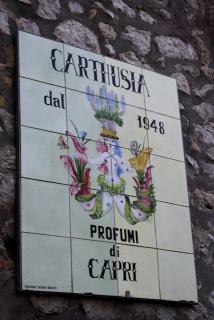 CARTHUSIA
dal 1948
PROFUMI
di
CAPRI